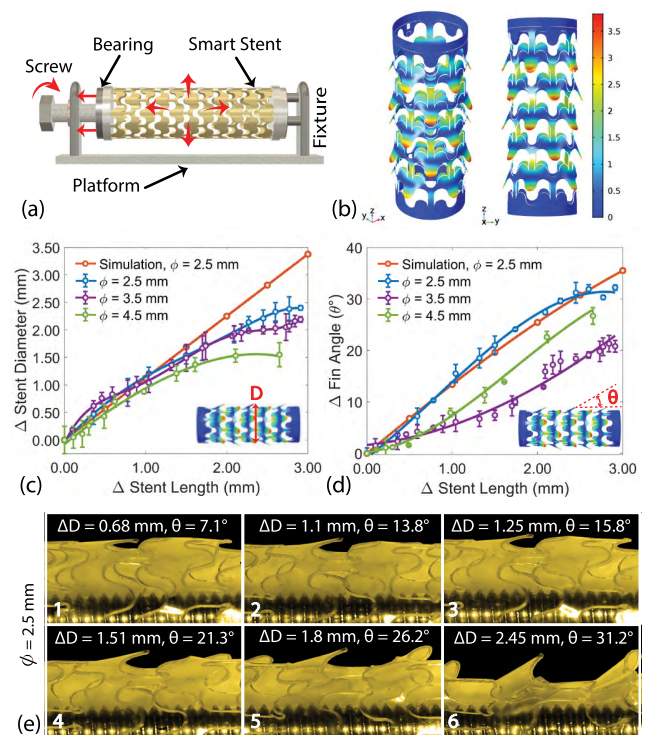 Bearing
Smart Stent
Screw
Fixture
Platform
(a)
3.5
3
2.5
2
1.5
1
0.5
0
z
y
x
z
x
y
(b)
Δ Stent Diameter (mm)
3.50
3.00
2.50
2.00
1.50
1.00
0.50
0.00
Simulation, ϕ = 2.5 mm
ϕ = 2.5 mm
ϕ = 3.5 mm
ϕ = 4.5 mm
D
0.00
1.00
2.00
3.00
Δ Stent Length (mm)
(c)
Δ Fin Angle (θ°)
40
30
20
10
0
Simulation, ϕ = 2.5 mm
ϕ = 2.5 mm
ϕ = 3.5 mm
ϕ = 4.5 mm
θ
0.00
1.00
2.00
3.00
Δ Stent Length (mm)
(d)
ϕ = 2.5 mm
ΔD = 0.68 mm, θ = 7.1°
1
ΔD = 1.1 mm, θ = 13.8°
2
ΔD = 1.25 mm, θ = 15.8°
3
ΔD = 1.51 mm, θ = 21.3°
4
ΔD = 1.8 mm, θ = 26.2°
5
ΔD = 2.45 mm, θ = 31.2°
6
(e)